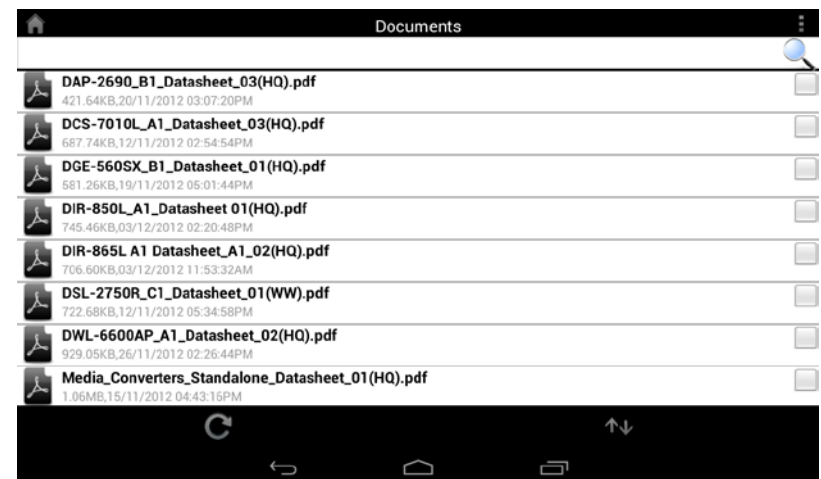 Documents
DAP-2690_B1_Datasheet_03(HQ).pdf
421.64KB,20/11/2012 03:07:20PM
DCS-7010L_A1_Datasheet_03(HQ).pdf
687.74KB,12/11/2012 02:54:54PM
DGE-560SX_B1_Datasheet_01(HQ).pdf
581.26KB,19/11/2012 05:01:44PM
DIR-850L_A1_Datasheet 01(HQ).pdf
745.46KB,03/12/2012 02:20:48PM
DIR-865L A1 Datasheet_A1_02(HQ).pdf
706.60KB,03/12/2012 11:53:32AM
DSL-2750R_C1_Datasheet_01(WW).pdf
722.68KB,12/11/2012 05:34:58PM
DWL-6600AP_A1_Datasheet_02(HQ).pdf
929.05KB,26/11/2012 02:26:44PM
Media_Converters_Standalone_Datasheet_01(HQ).pdf
1.06MB,15/11/2012 04:43:16PM